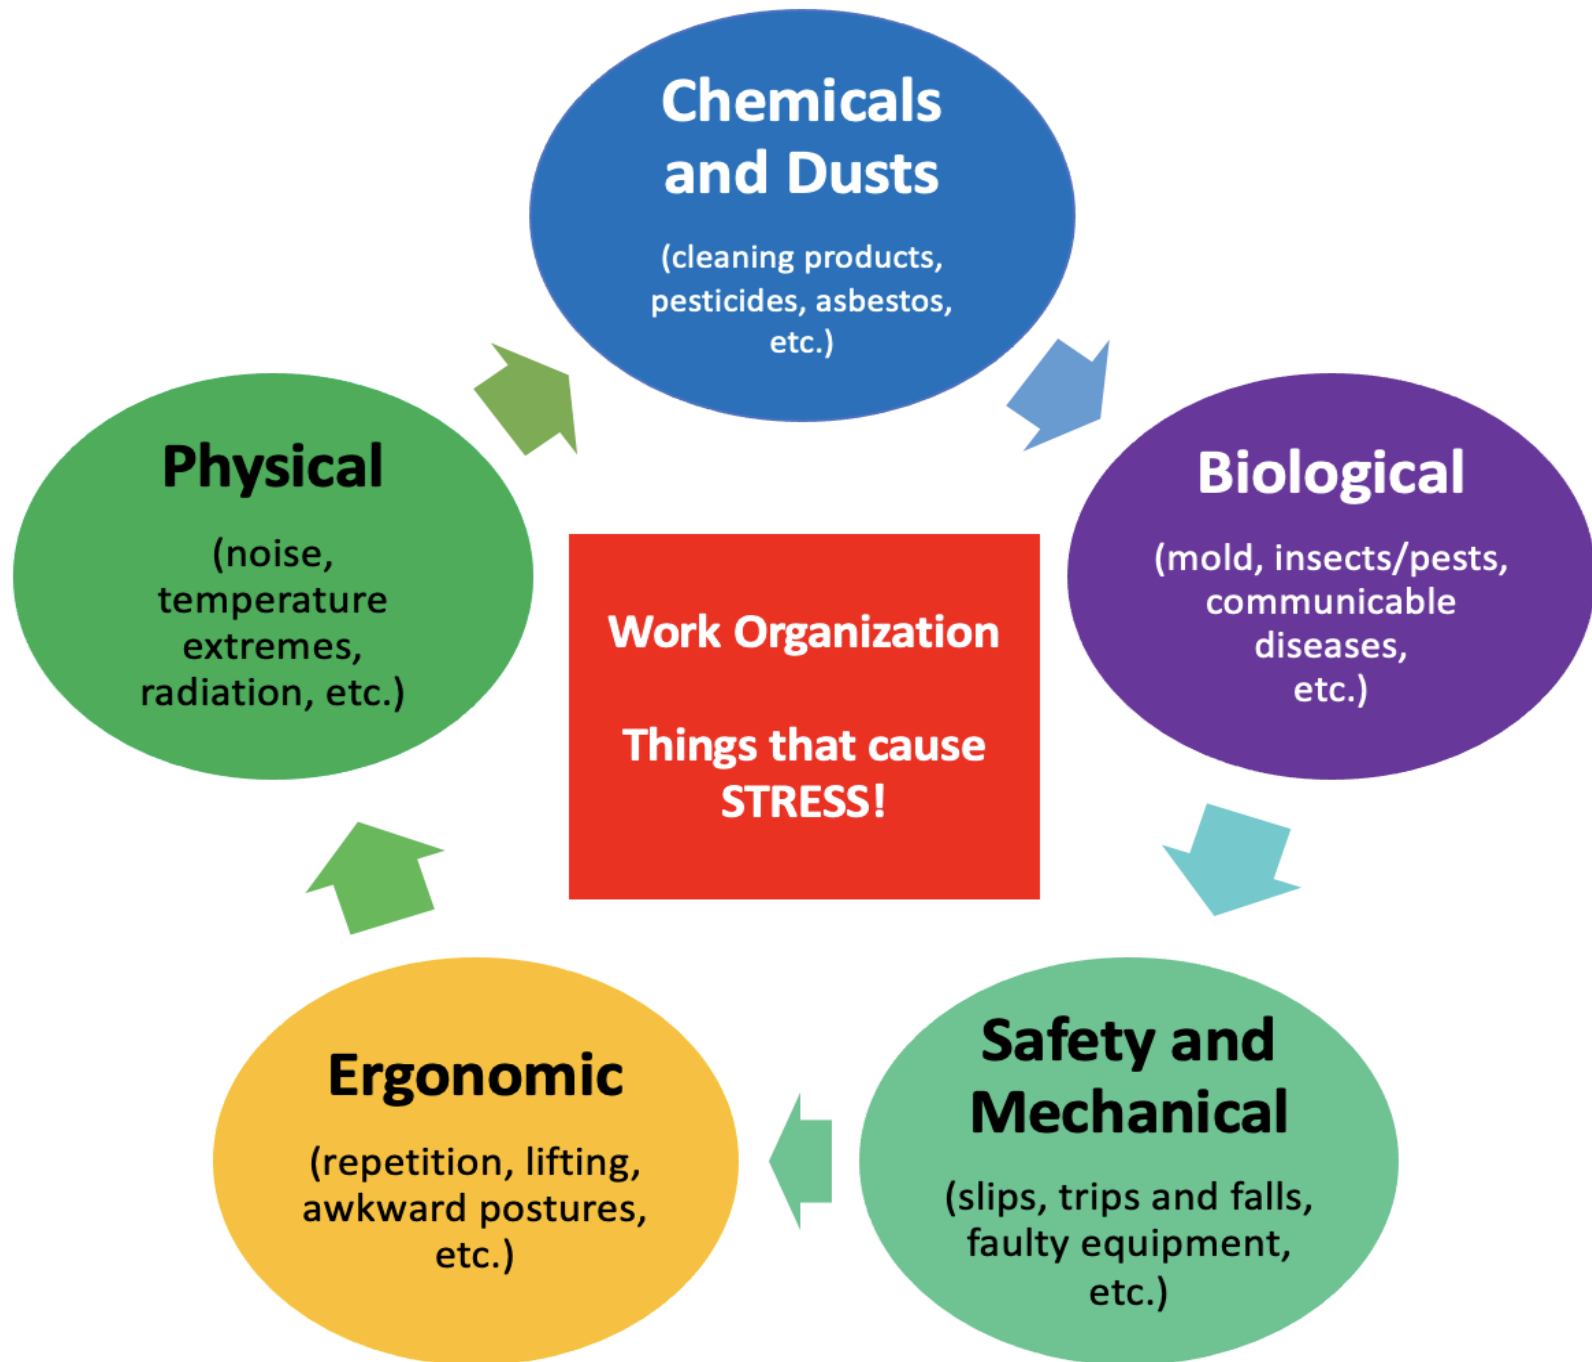 Chemicals
and Dusts
(cleaning products,
pesticides, asbestos,
etc.)
Biological
(mold, insects/pests,
communicable
diseases,
etc.)
Safety and
Mechanical
(slips, trips and falls,
faulty equipment,
etc.)
Ergonomic
(repetition, lifting,
awkward postures,
etc.)
Physical
(noise,
temperature
extremes,
radiation, etc.)
Work Organization
Things that cause
STRESS!